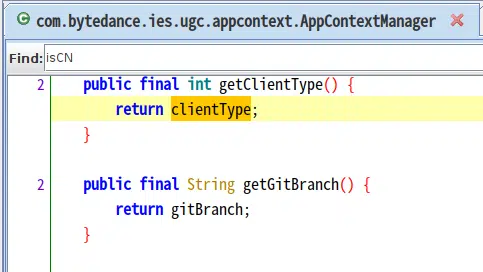 com.bytedance.ies.ugc.appcontext.AppContextManager
Find: isCN
2 public final int getClientType() {
return clientType;
}
2 public final String getGitBranch() {
return gitBranch;
}